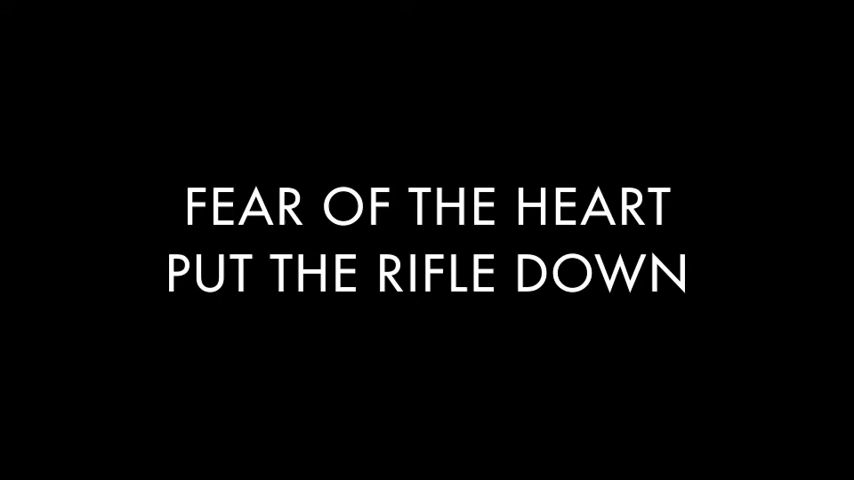 FEAR OF THE HEART
PUT THE RIFLE DOWN